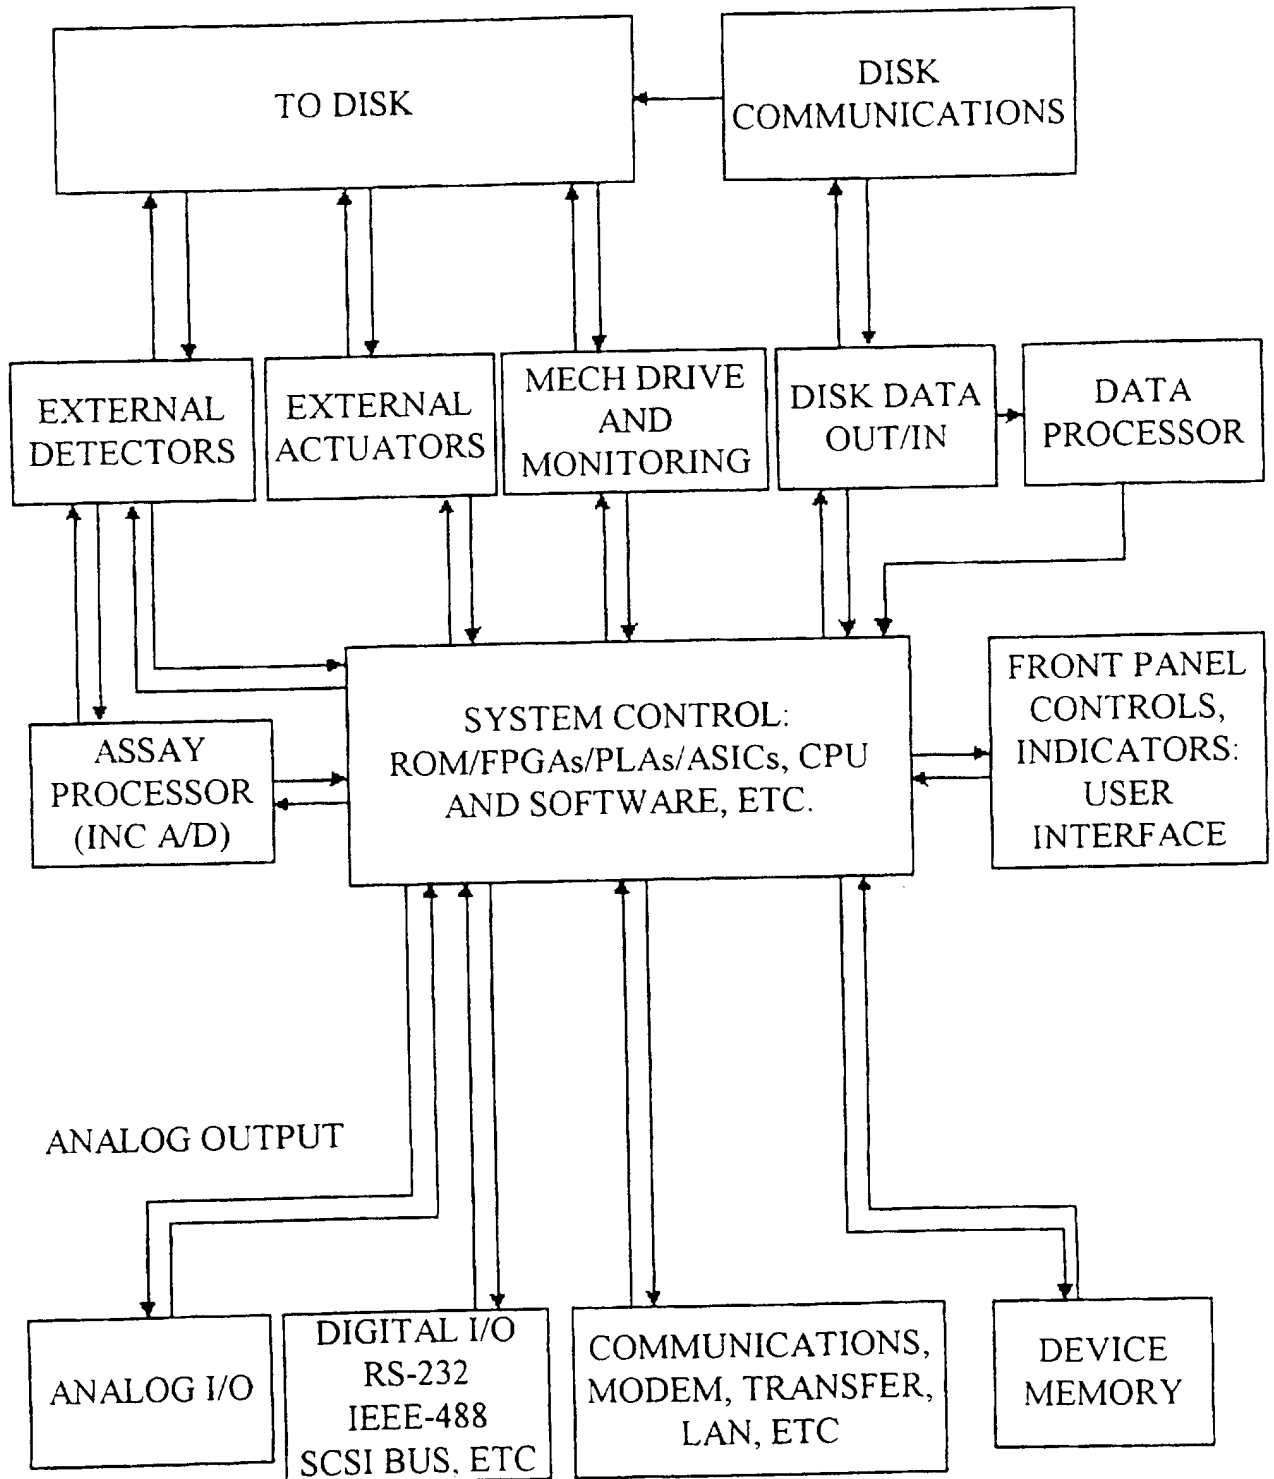 TO DISK
DISK
COMMUNICATIONS
EXTERNAL
DETECTORS
EXTERNAL
ACTUATORS
MECH DRIVE
AND
MONITORING
DISK DATA
OUT/IN
DATA
PROCESSOR
ASSAY
PROCESSOR
(INC A/D)
SYSTEM CONTROL:
ROM/FPGAs/PLAs/ASICs, CPU
AND SOFTWARE, ETC.
FRONT PANEL
CONTROLS,
INDICATORS:
USER
INTERFACE
ANALOG OUTPUT
ANALOG I/O
DIGITAL I/O
RS-232
IEEE-488
SCSI BUS, ETC
COMMUNICATIONS,
MODEM, TRANSFER,
LAN, ETC
DEVICE
MEMORY